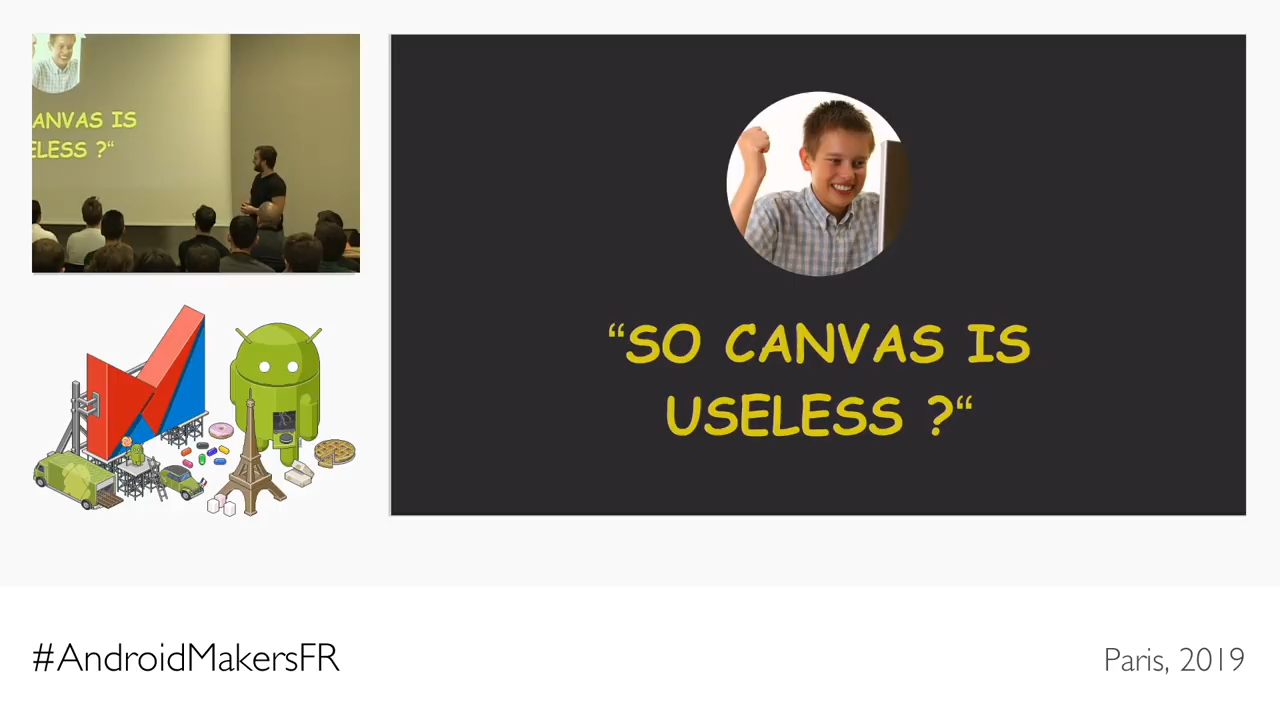 ANVAS IS
ELESS ?“
“SO CANVAS IS
USELESS ?“
#AndroidMakersFR
Paris, 2019